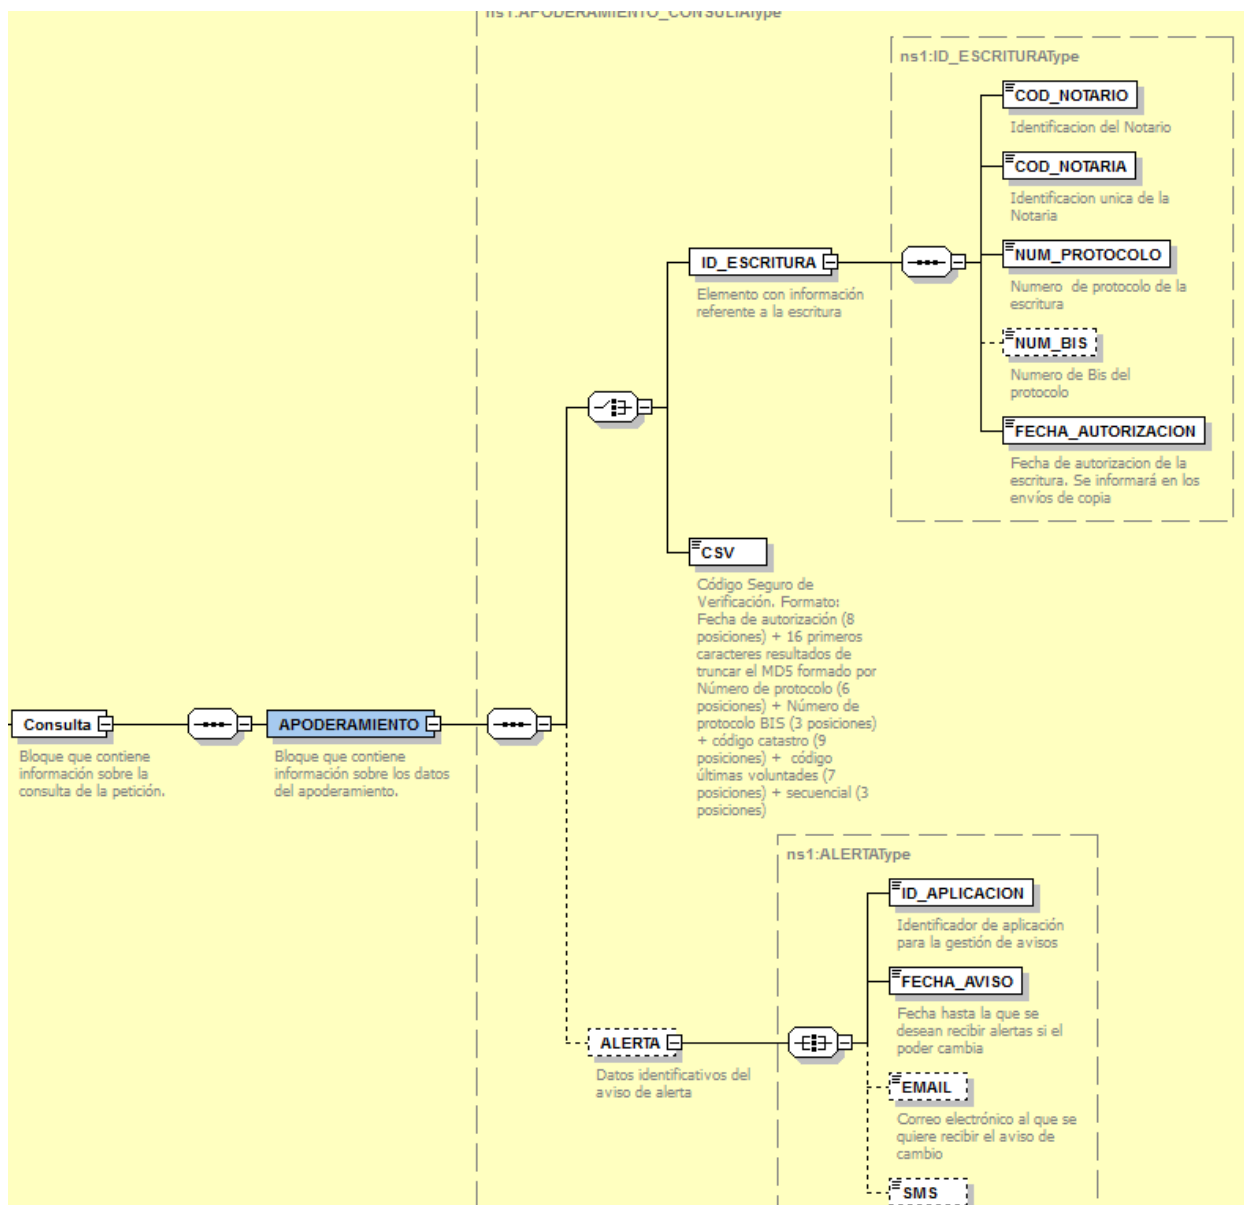 ns1:APODERAMIENTO_CONSULTAType
ns1:ID_ESCRITURAType
COD_NOTARIO
Identificacion del Notario
COD_NOTARIA
Identificacion unica de la
Notaria
ID_ESCRITURA
Elemento con información
referente a la escritura
NUM_PROTOCOLO
Numero de protocolo de la
escritura
NUM_BIS
Numero de Bis del
protocolo
FECHA_AUTORIZACION
Fecha de autorizacion de la
escritura. Se informará en los
envíos de copia
CSV
Código Seguro de
Verificación. Formato:
Fecha de autorización (8
posiciones) + 16 primeros
caracteres resultados de
truncar el MD5 formado por
Número de protocolo (6
posiciones) + Número de
protocolo BIS (3 posiciones)
+ código catastro (9
posiciones) + código
últimas voluntades (7
posiciones) + secuencial (3
posiciones)
Consulta
Bloque que contiene
información sobre la
consulta de la petición.
APODERAMIENTO
Bloque que contiene
información sobre los datos
del apoderamiento.
ns1:ALERTAType
ID_APLICACION
Identificador de aplicación
para la gestión de avisos
FECHA_AVISO
Fecha hasta la que se
desean recibir alertas si el
poder cambia
ALERTA
Datos identificativos del
aviso de alerta
EMAIL
Correo electrónico al que se
quiere recibir el aviso de
cambio
SMS